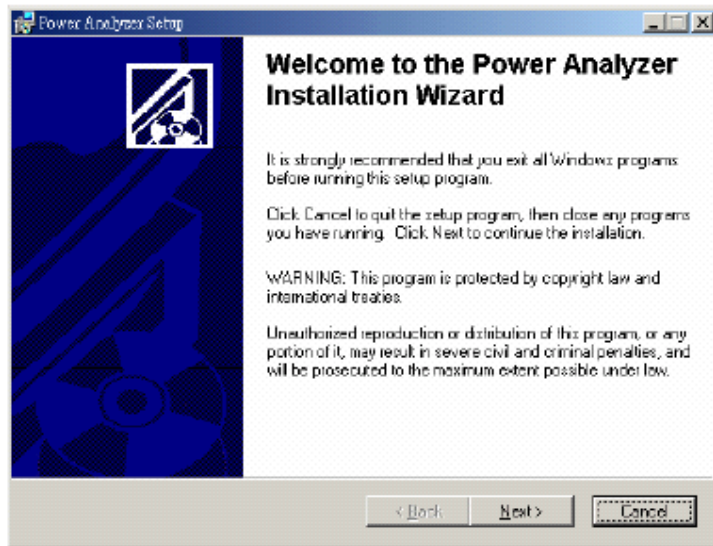 Power Analyzer Setup
Welcome to the Power Analyzer
Installation Wizard
It is strongly recommended that you exit all Windows programs
before running this setup program.
Click Cancel to quit the setup program, then close any programs
you have running. Click Next to continue the installation.
WARNING: This program is protected by copyright law and
international treaties.
Unauthorized reproduction or distribution of this program, or any
portion of it, may result in severe civil and criminal penalties, and
will be prosecuted to the maximum extent possible under law.
< Back Next > Cancel